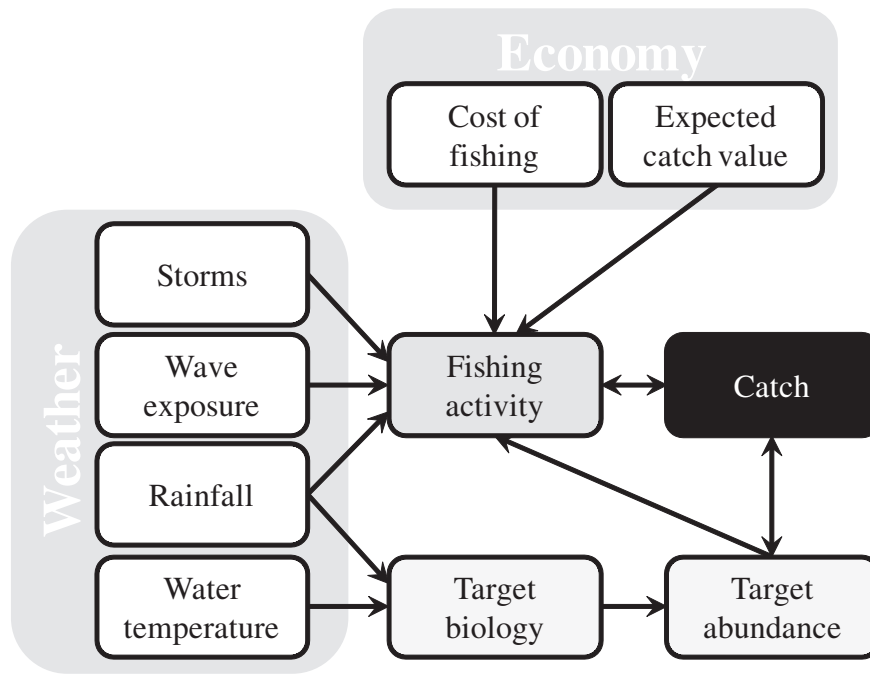 Economy
Cost of
fishing
Expected
catch value
Weather
Storms
Wave
exposure
Rainfall
Water
temperature
Fishing
activity
Catch
Target
biology
Target
abundance